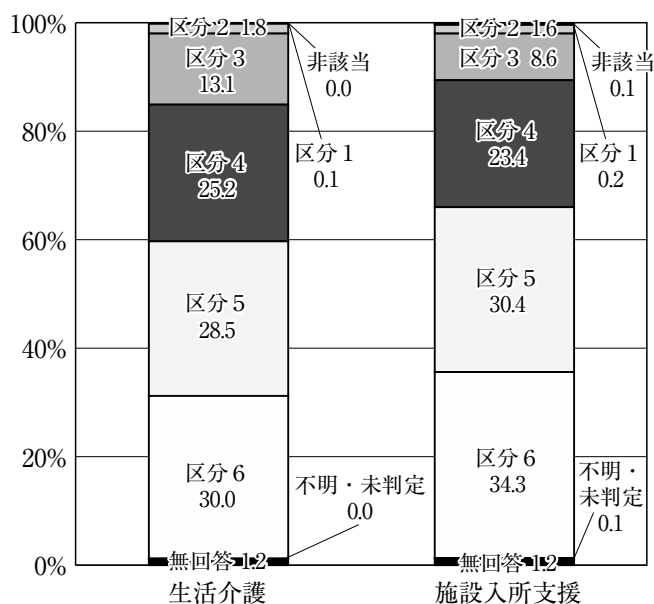 100%
80%
60%
40%
20%
0%
区分2 1.8
区分3
13.1
区分4
25.2
区分5
28.5
区分6
30.0
無回答 1.2
非該当
0.0
区分1
0.1
不明・未判定
0.0
生活介護
区分2 1.6
区分3 8.6
区分4
23.4
区分5
30.4
区分6
34.3
無回答 1.2
非該当
0.1
区分1
0.2
不明・
未判定
0.1
施設入所支援